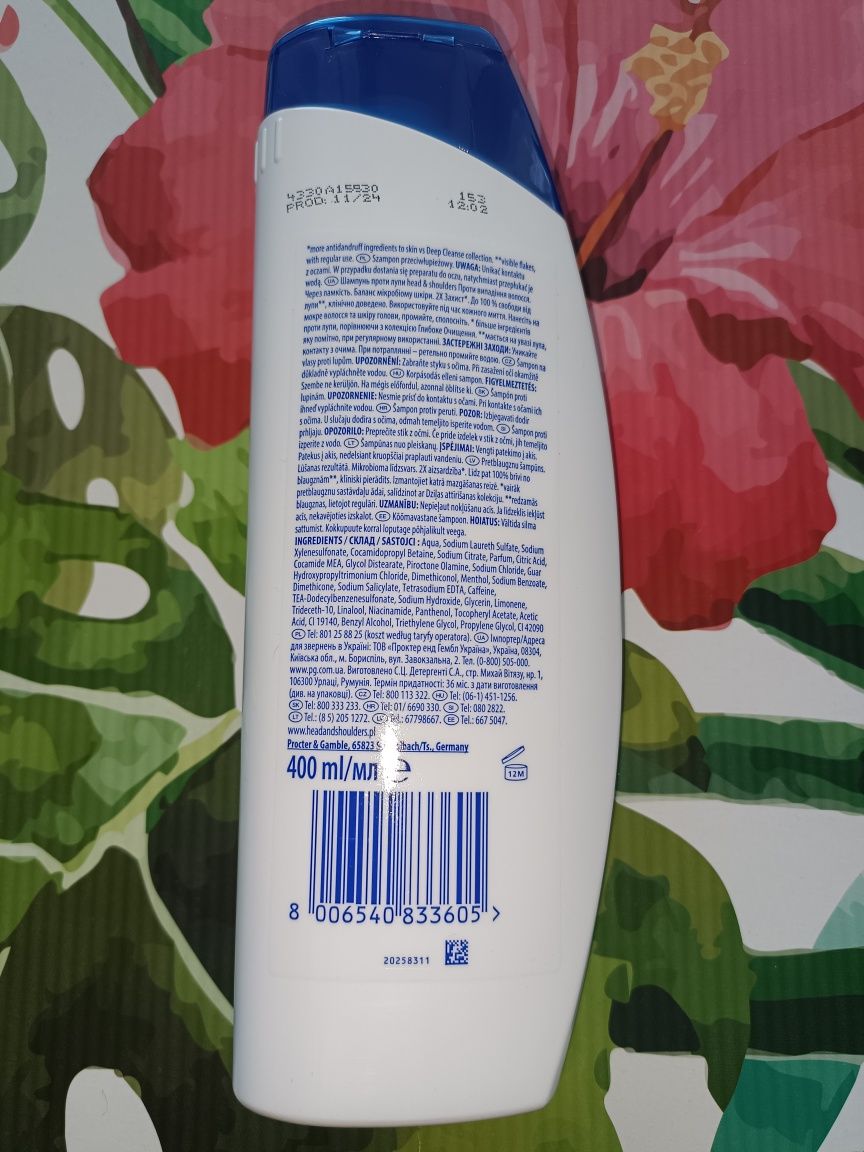 4330A15930
PROD: 11/24
153
12:02
*more antidandruff ingredients to skin vs Deep Cleanse collection, **visible flakes,
with regular use. PL Szampon przeciwłupieżowy. UWAGA: Unikać kontaktu
z oczami. W przypadku dostania się preparatu do oczu, natychmiast przepłukać je
wodą. UA Шампунь проти лупи head & shoulders Проти випадіння волосся.
Через ламкість. Баланс мікробіому шкіри. 2X Захист*. До 100 % свободи від
лупи**, клінічно доведено. Використовуйте під час кожного миття. Нанесіть на
мокре волосся та шкіру голови, промийте, сполосніть. * більше інгредієнтів
проти лупи, порівнюючи з колекцією Глибоке Очищення. **мається на увазі лупа,
яку помітно, при регулярному використанні. ЗАСТЕРЕЖНІ ЗАХОДИ: Уникайте
контакту з очима. При потраплянні – ретельно промийте водою. CZ Šampon na
vlasy proti lupům. UPOZORNĚNÍ: Zabraňte styku s očima. Při zasažení očí okamžitě
důkladně vypláchněte vodou. HU Korpásodás elleni sampon. FIGYELMEZTETÉS:
Szembe ne kerüljön. Ha mégis előfordul, azonnal öblítse ki. SK Šampón proti
lupinám. UPOZORNENIE: Nesmie prísť do kontaktu s očami. Pri kontakte s očami ich
ihneď vypláchnite vodou. HR Šampon protiv peruti. POZOR: Izbjegavati dodir
s očima. U slučaju dodira s očima, odmah temeljito isperite vodom. SI Šampon proti
prhljaju. OPOZORILO: Preprečite stik z očmi. Če pride izdelek v stik z očmi, jih temeljito
izperite z vodo. LT Šampūnas nuo pleiskanų. ĮSPĖJIMAI: Vengti patekimo į akis.
Patekus į akis, nedelsiant kruopščiai praplauti vandeniu. LV Pretblaugznu šampūns.
Lūšanas rezultātā. Mikrobioma līdzsvars. 2X aizsardzība*. Līdz pat 100% brīvi no
blaugznām**, klīniski pierādīts. Izmantojiet katrā mazgāšanas reizē. *vairāk
pretblaugznu sastāvdaļu ādai, salīdzinot ar Dziļas attīrīšanas kolekciju. **redzamās
blaugznas, lietojot regulāri. UZMANĪBU: Nepieļaut nokļūšanu acīs. Ja līdzeklis iekļūst
acīs, nekavējoties izskalot. EE Kõõmavastane šampoon. HOIATUS: Vältida silma
sattumist. Kokkupuute korral loputage põhjalikult veega.
INGREDIENTS / СКЛАД / SASTOJCI : Aqua, Sodium Laureth Sulfate, Sodium
Xylenesulfonate, Cocamidopropyl Betaine, Sodium Citrate, Parfum, Citric Acid,
Cocamide MEA, Glycol Distearate, Piroctone Olamine, Sodium Chloride, Guar
Hydroxypropyltrimonium Chloride, Dimethiconol, Menthol, Sodium Benzoate,
Dimethicone, Sodium Salicylate, Tetrasodium EDTA, Caffeine,
TEA-Dodecylbenzenesulfonate, Sodium Hydroxide, Glycerin, Limonene,
Trideceth-10, Linalool, Niacinamide, Panthenol, Tocopheryl Acetate, Acetic
Acid, CI 19140, Benzyl Alcohol, Triethylene Glycol, Propylene Glycol, CI 42090
PL Tel: 801 25 88 25 (koszt według taryfy operatora). UA Імпортер/Адреса
для звернень в Україні: ТОВ «Проктер енд Гембл Україна», Україна, 08304,
Київська обл., м. Бориспіль, вул. Завокзальна, 2. Тел. (0-800) 505-000.
www.pg.com.ua. Виготовлено С.Ц. Детергенті С.А., стр. Михай Вітязу, нр. 1,
106300 Урлаці, Румунія. Термін придатності: 36 міс. з дати виготовлення
(див. на упаковці). CZ Tel: 800 113 322. HU Tel: (06-1) 451-1256.
SK Tel: 800 333 233. HR Tel: 01/ 6690 330. SI Tel: 080 2822.
LT Tel.: (8 5) 205 1272. LV Tel.: 67798667. EE Tel.: 667 5047.
www.headandshoulders.pl
Procter & Gamble, 65823 /Ts., Germany
400 ml/мл e
12M
8 006540 833605 >
20258311